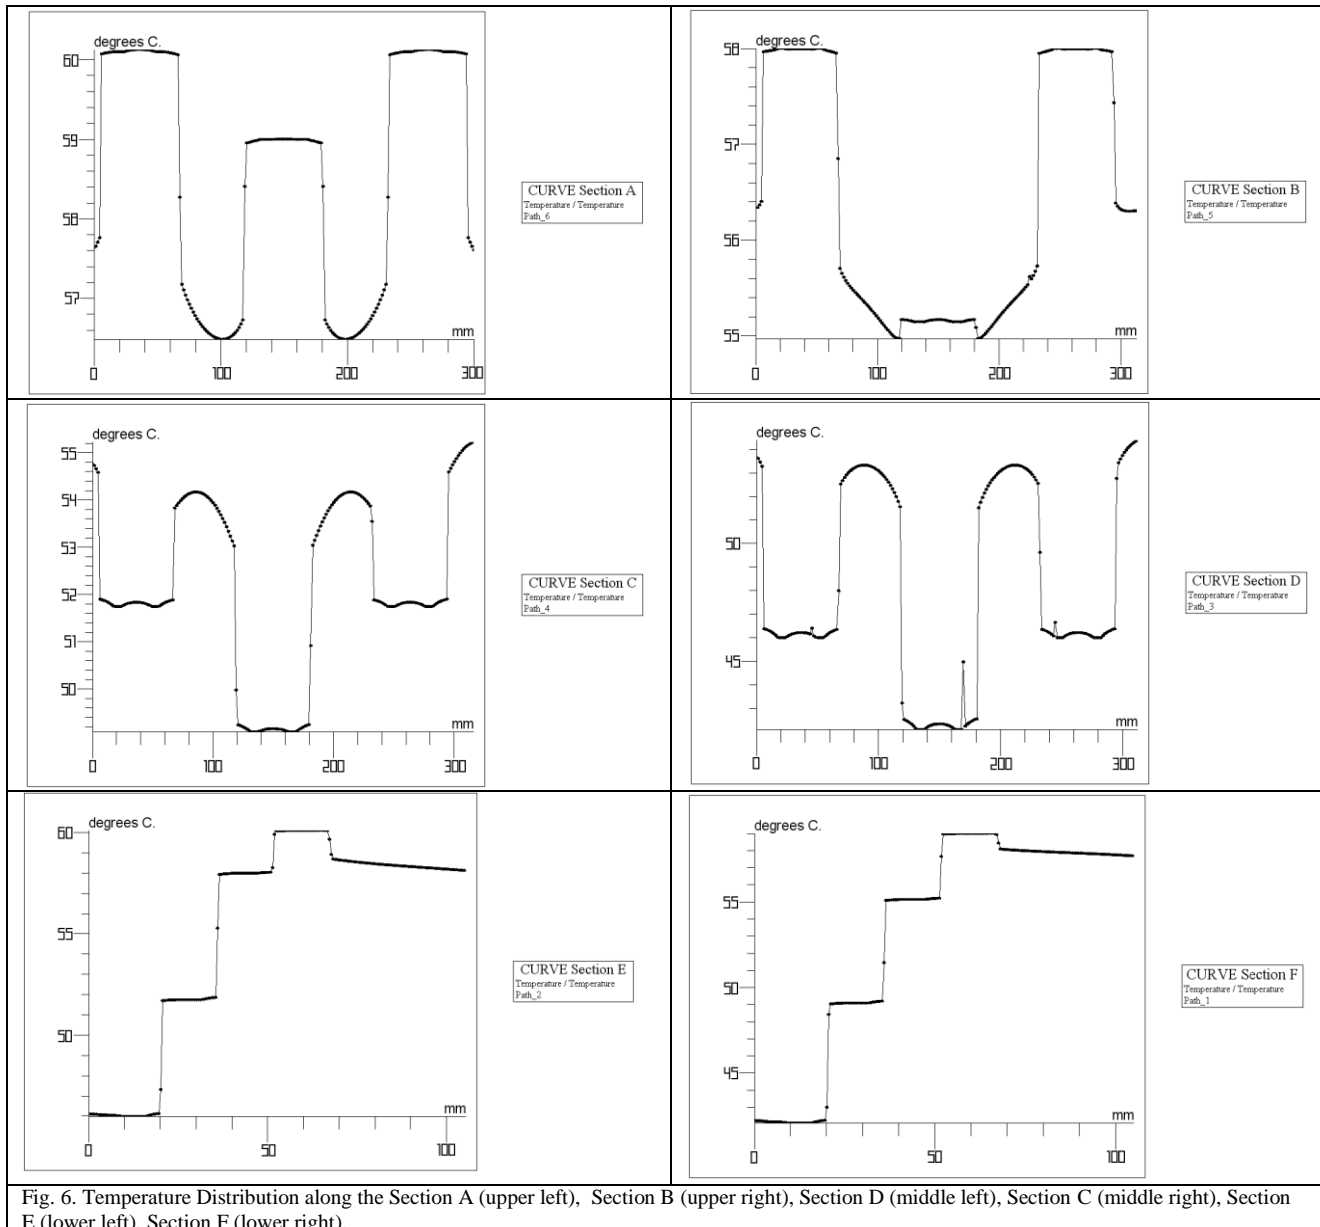 degrees C.
60
59
58
57
mm
0 100 200 300
CURVE Section A
Temperature / Temperature
Path_6
degrees C.
58
57
56
55
mm
0 100 200 300
CURVE Section B
Temperature / Temperature
Path_5
degrees C.
55
54
53
52
51
50
mm
0 100 200 300
CURVE Section C
Temperature / Temperature
Path_4
degrees C.
50
45
mm
0 100 200 300
CURVE Section D
Temperature / Temperature
Path_3
degrees C.
60
55
50
mm
0 50 100
CURVE Section E
Temperature / Temperature
Path_2
degrees C.
55
50
45
mm
0 50 100
CURVE Section F
Temperature / Temperature
Path_1
Fig. 6. Temperature Distribution along the Section A (upper left), Section B (upper right), Section D (middle left), Section C (middle right), Section
E (lower left), Section F (lower right)